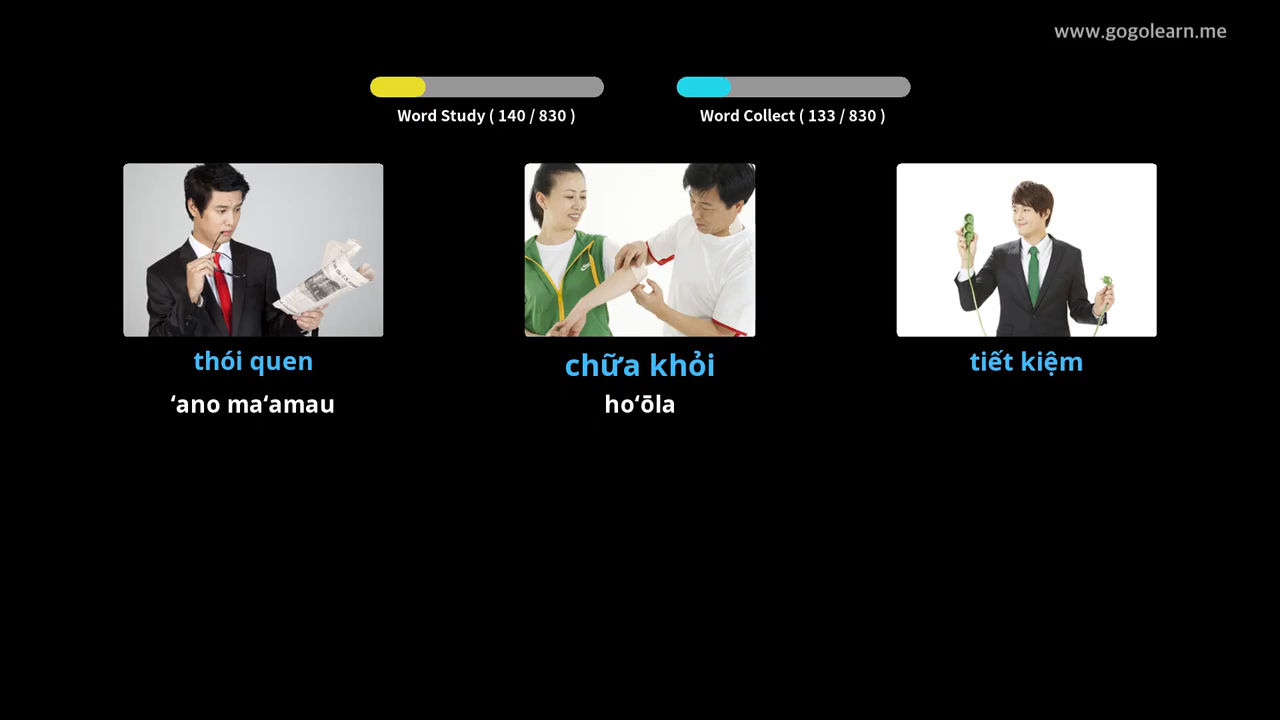 www.gogolearn.me
Word Study ( 140 / 830 )
Word Collect ( 133 / 830 )
thói quen
chữa khỏi
tiết kiệm
ʻano maʻamau
hoʻōla